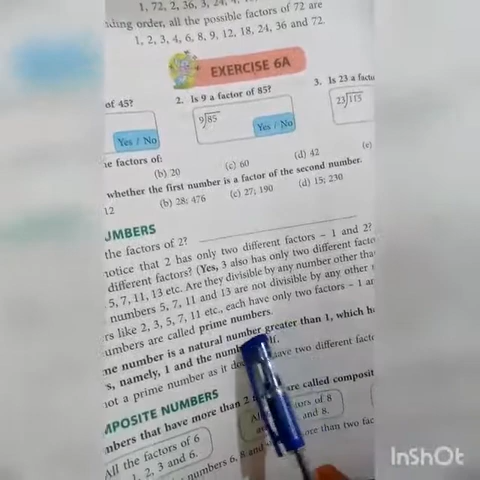 1, 72, 2, 36, 3, 24, 4,
ding order, all the possible factors of 72 are
1, 2, 3, 4, 6, 8, 9, 12, 18, 24, 36 and 72.
EXERCISE 6A
of 45?
2. Is 9 a factor of 85?
3. Is 23 a facto
9)85
23)115
Yes / No
Yes / No
e factors of:
(b) 20
(c) 60
(d) 42
(e)
whether the first number is a factor of the second number.
12
(b) 28; 476
(c) 27; 190
(d) 15; 230
UMBERS
the factors of 2?
notice that 2 has only two different factors – 1 and 2?
different factors? (Yes, 3 also has only two different facto
5, 7, 11, 13 etc. Are they divisible by any number other tha
numbers 5, 7, 11 and 13 are not divisible by any other
rs like 2, 3, 5, 7, 11 etc., each have only two factors – 1 an
umbers are called prime numbers.
me number is a natural number greater than 1, which h
s, namely, 1 and the number
not a prime number as it have two different facto
MPOSITE NUMBERS
mbers that have more than 2 are called composit
All the factors of 6
1, 2, 3 and 6.
ors of 8
and 8.
numbers 6, 8 and
ore than two fac
InShOt